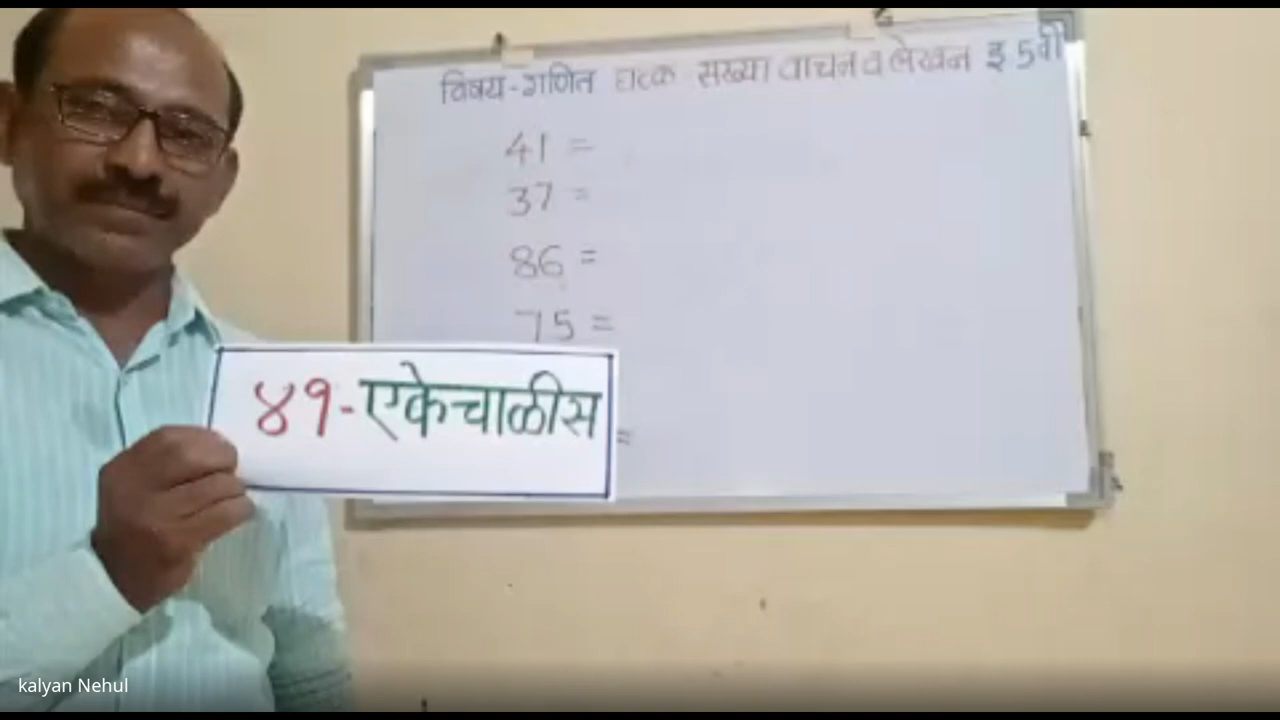 विषय-गणित घटक संख्या वाचन व लेखन इ 5वी
41 =
37 =
86 =
75 =
४१-एकेचाळीस
=
kalyan Nehul